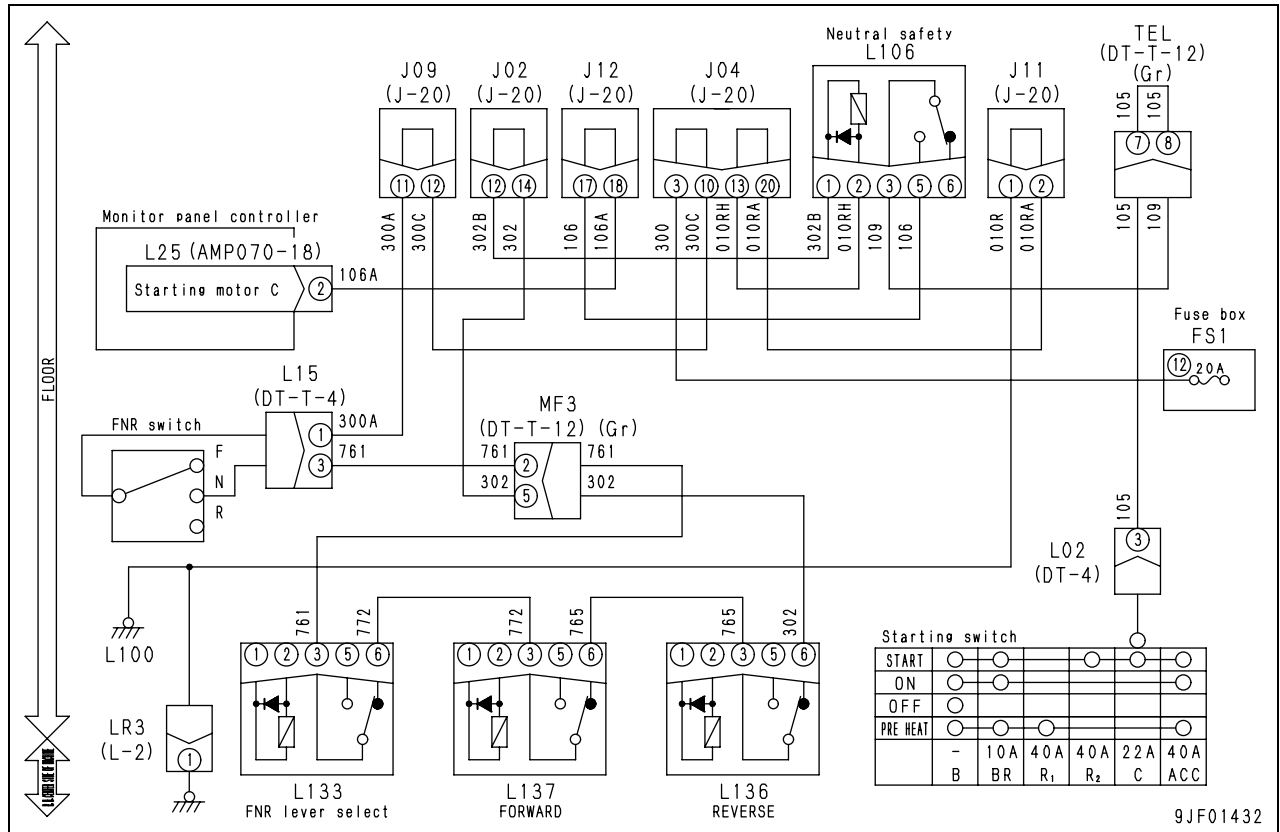 Neutral safety
L106
TEL
(DT-T-12)
(Gr)
J09
(J-20)
J02
(J-20)
J12
(J-20)
J04
(J-20)
J11
(J-20)
105 105
7 8
11 12
12 14
17 18
3 10 13 20
1 2 3 5 6
1 2
300A 300C
302B 302
106 106A
300 300C 010RH 010RA
302B 010RH 109 106
010R 010RA
105 109
Monitor panel controller
L25 (AMP070-18)
Starting motor C
2
106A
Fuse box
FS1
12
20A
FLOOR
L15
(DT-T-4)
FNR switch
F
N
R
1
300A
3
761
MF3
(DT-T-12) (Gr)
761 2 761
302 5 302
105
3
L02
(DT-4)
L100
LR3
(L-2)
1
761 772
1 2 3 5 6
L133
FNR lever select
772 765
1 2 3 5 6
L137
FORWARD
765 302
1 2 3 5 6
L136
REVERSE
Starting switch
START
ON
OFF
PRE HEAT
- 10A 40A 40A 22A 40A
B BR R₁ R₂ C ACC
9JF01432